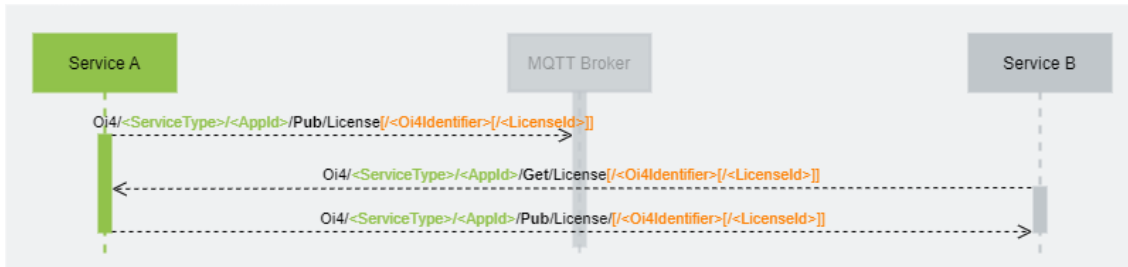 Service A
MQTT Broker
Service B
Oi4/<ServiceType>/<AppId>/Pub/License[/<Oi4Identifier>[/<LicenseId>]]
Oi4/<ServiceType>/<AppId>/Get/License[/<Oi4Identifier>[/<LicenseId>]]
Oi4/<ServiceType>/<AppId>/Pub/License/[/<Oi4Identifier>[/<LicenseId>]]